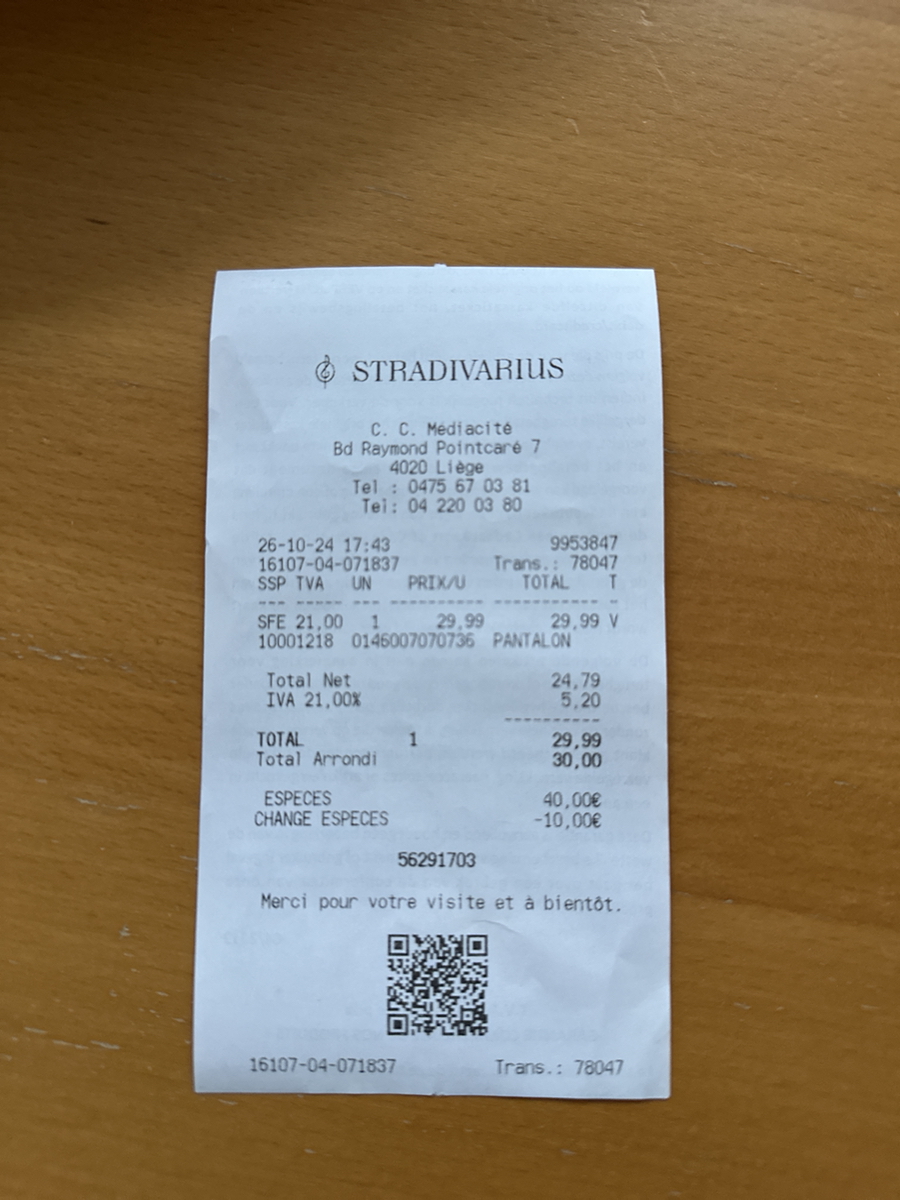 STRADIVARIUS
C. C. Médiacité
Bd Raymond Pointcaré 7
4020 Liège
Tel : 0475 67 03 81
Tel: 04 220 03 80
26-10-24 17:43 9953847
16107-04-071837 Trans.: 78047
SSP TVA UN PRIX/U TOTAL T
--- ----- --- ---------- ---------- -
SFE 21,00 1 29,99 29,99 V
10001218 0146007070736 PANTALON
Total Net 24,79
IVA 21,00% 5,20
----------
TOTAL 1 29,99
Total Arrondi 30,00
ESPECES 40,00€
CHANGE ESPECES -10,00€
56291703
Merci pour votre visite et à bientôt.
16107-04-071837 Trans.: 78047